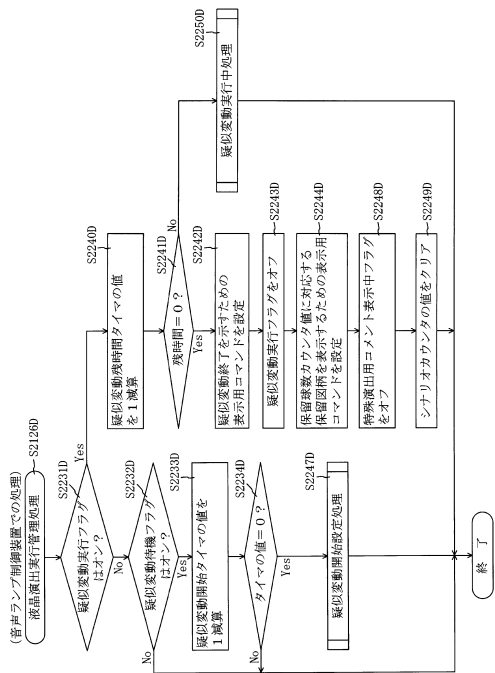 (音声ランプ制御装置での処理)
液晶演出実行管理処理
S2126D
疑似変動実行フラグ
はオン?
S2231D
Yes
No
疑似変動待機フラグ
はオン?
S2232D
Yes
No
疑似変動開始タイマの値を
1減算
S2233D
タイマの値=0?
S2234D
Yes
No
疑似変動開始設定処理
S2247D
終 了
疑似変動残時間タイマの値
を1減算
S2240D
残時間=0?
S2241D
No
Yes
疑似変動終了を示すための
表示用コマンドを設定
S2242D
疑似変動実行フラグをオフ
S2243D
保留球数カウンタ値に対応する
保留図柄を表示するための表示用
コマンドを設定
S2244D
特殊演出用コメント表示中フラグ
をオフ
S2248D
シナリオカウンタの値をクリア
S2249D
疑似変動実行中処理
S2250D